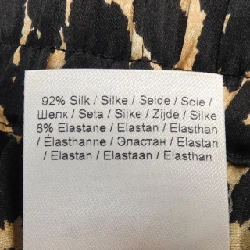 92% Silk / Silke / Seide / Soie /
Шелк / Seta / Silke / Zijde / Silke
8% Elastane / Elastan / Elasthan
/ Élasthanne / Эластан / Elastan
/ Elastan / Elastaan / Elasthan